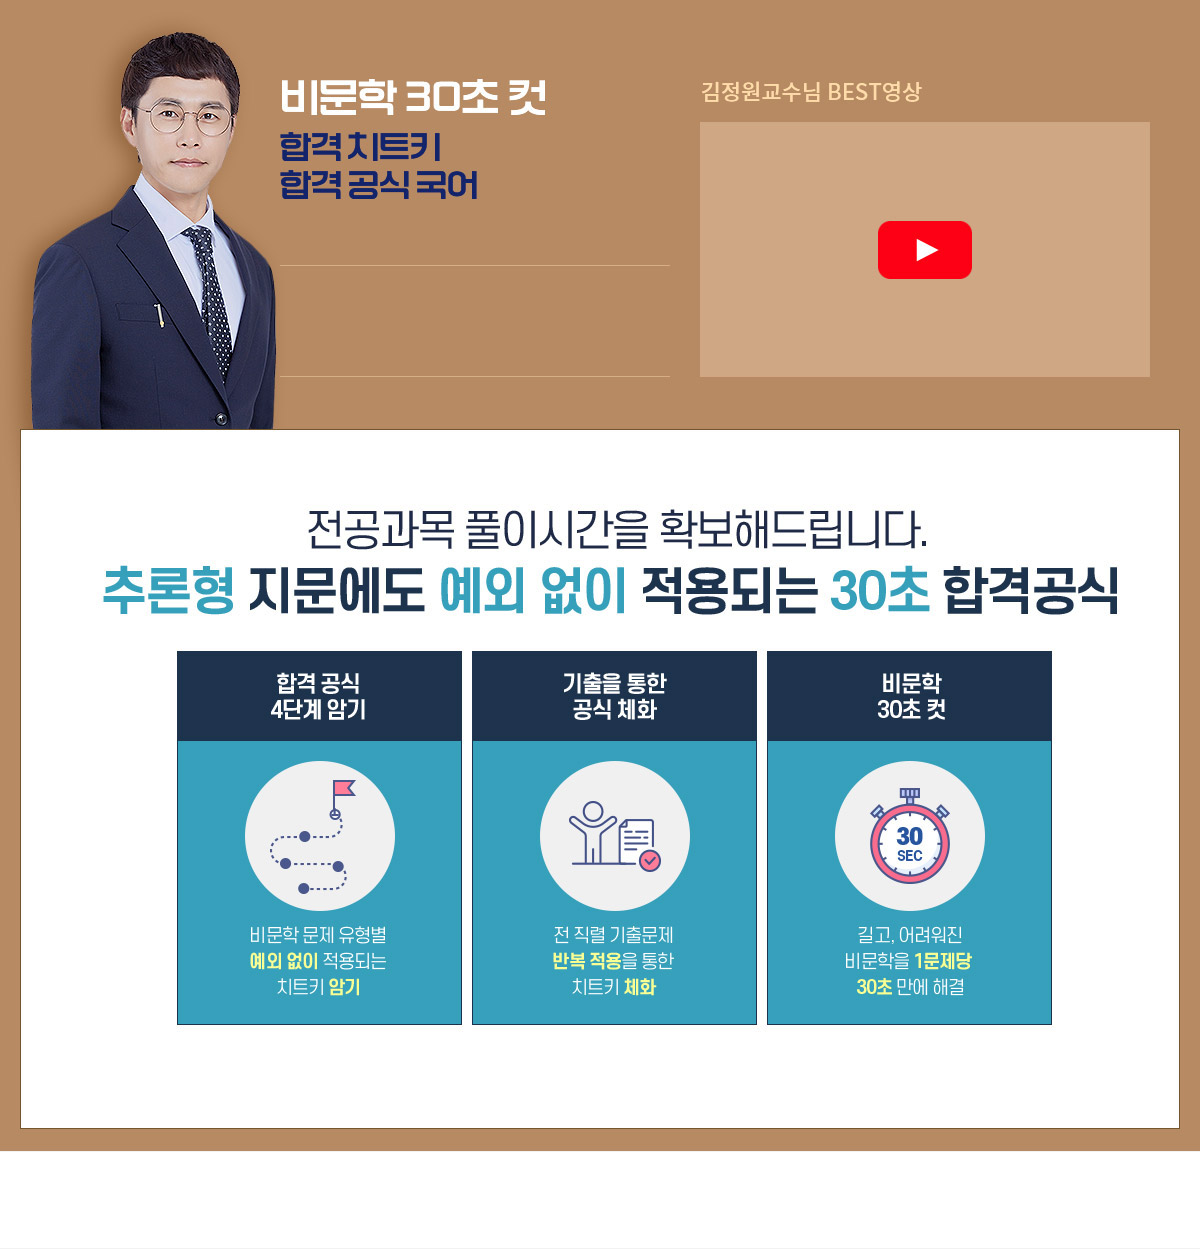 비문학 30초 컷
합격 치트키
합격 공식 국어
김정원교수님 BEST영상
전공과목 풀이시간을 확보해드립니다.
추론형 지문에도 예외 없이 적용되는 30초 합격공식
합격 공식
4단계 암기
비문학 문제 유형별
예외 없이 적용되는
치트키 암기
기출을 통한
공식 체화
전 직렬 기출문제
반복 적용을 통한
치트키 체화
비문학
30초 컷
30
SEC
길고, 어려워진
비문학을 1문제당
30초 만에 해결